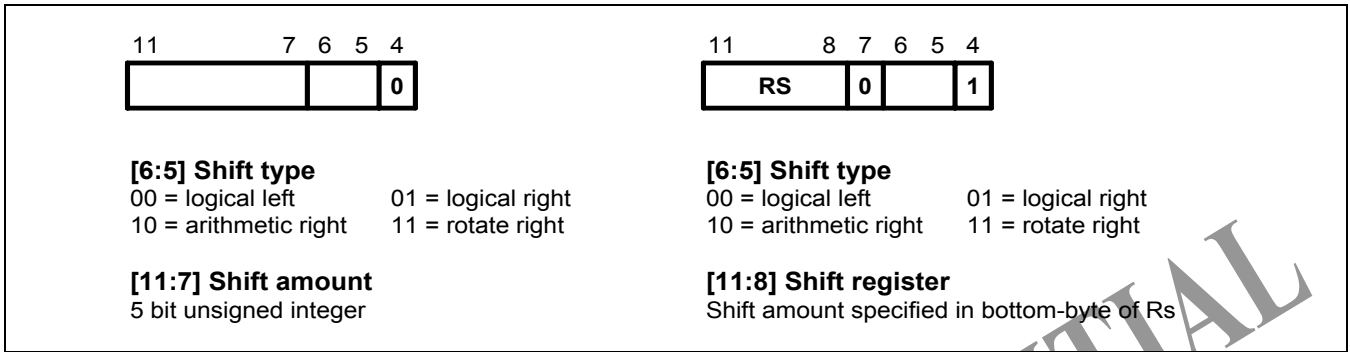 11 7 6 5 4
0
[6:5] Shift type
00 = logical left 01 = logical right
10 = arithmetic right 11 = rotate right
[11:7] Shift amount
5 bit unsigned integer
11 8 7 6 5 4
RS 0 1
[6:5] Shift type
00 = logical left 01 = logical right
10 = arithmetic right 11 = rotate right
[11:8] Shift register
Shift amount specified in bottom-byte of Rs